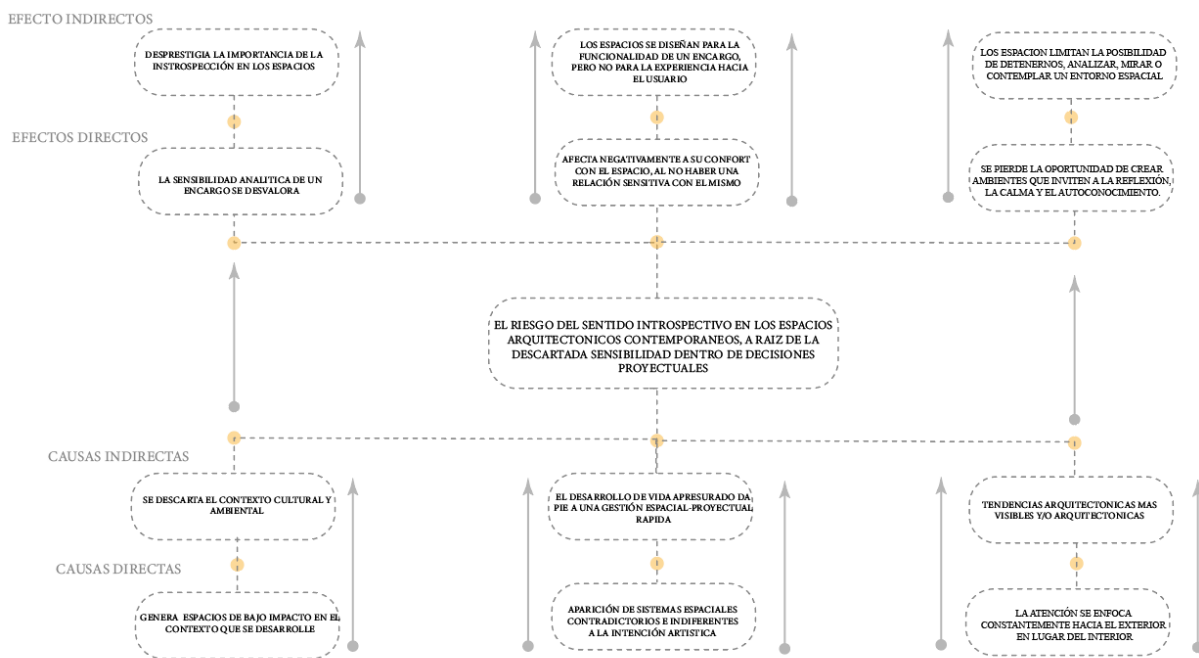 EFECTO INDIRECTOS
DESPRESTIGIA LA IMPORTANCIA DE LA
INSTROSPECCIÓN EN LOS ESPACIOS
LOS ESPACIOS SE DISEÑAN PARA LA
FUNCIONALIDAD DE UN ENCARGO,
PERO NO PARA LA EXPERIENCIA HACIA
EL USUARIO
LOS ESPACION LIMITAN LA POSIBILIDAD
DE DETENERNOS, ANALIZAR, MIRAR O
CONTEMPLAR UN ENTORNO ESPACIAL
EFECTOS DIRECTOS
LA SENSIBILIDAD ANALITICA DE UN
ENCARGO SE DESVALORA
AFECTA NEGATIVAMENTE A SU CONFORT
CON EL ESPACIO, AL NO HABER UNA
RELACIÓN SENSITIVA CON EL MISMO
SE PIERDE LA OPORTUNIDAD DE CREAR
AMBIENTES QUE INVITEN A LA REFLEXIÓN,
LA CALMA Y EL AUTOCONOCIMIENTO.
EL RIESGO DEL SENTIDO INTROSPECTIVO EN LOS ESPACIOS
ARQUITECTONICOS CONTEMPORANEOS, A RAIZ DE LA
DESCARTADA SENSIBILIDAD DENTRO DE DECISIONES
PROYECTUALES
CAUSAS INDIRECTAS
SE DESCARTA EL CONTEXTO CULTURAL Y
AMBIENTAL
EL DESARROLLO DE VIDA APRESURADO DA
PIE A UNA GESTIÓN ESPACIAL-PROYECTUAL
RAPIDA
TENDENCIAS ARQUITECTONICAS MAS
VISIBLES Y/O ARQUITECTONICAS
CAUSAS DIRECTAS
GENERA ESPACIOS DE BAJO IMPACTO EN EL
CONTEXTO QUE SE DESARROLLE
APARICIÓN DE SISTEMAS ESPACIALES
CONTRADICTORIOS E INDIFERENTES
A LA INTENCIÓN ARTISTICA
LA ATENCIÓN SE ENFOCA
CONSTANTEMENTE HACIA EL EXTERIOR
EN LUGAR DEL INTERIOR